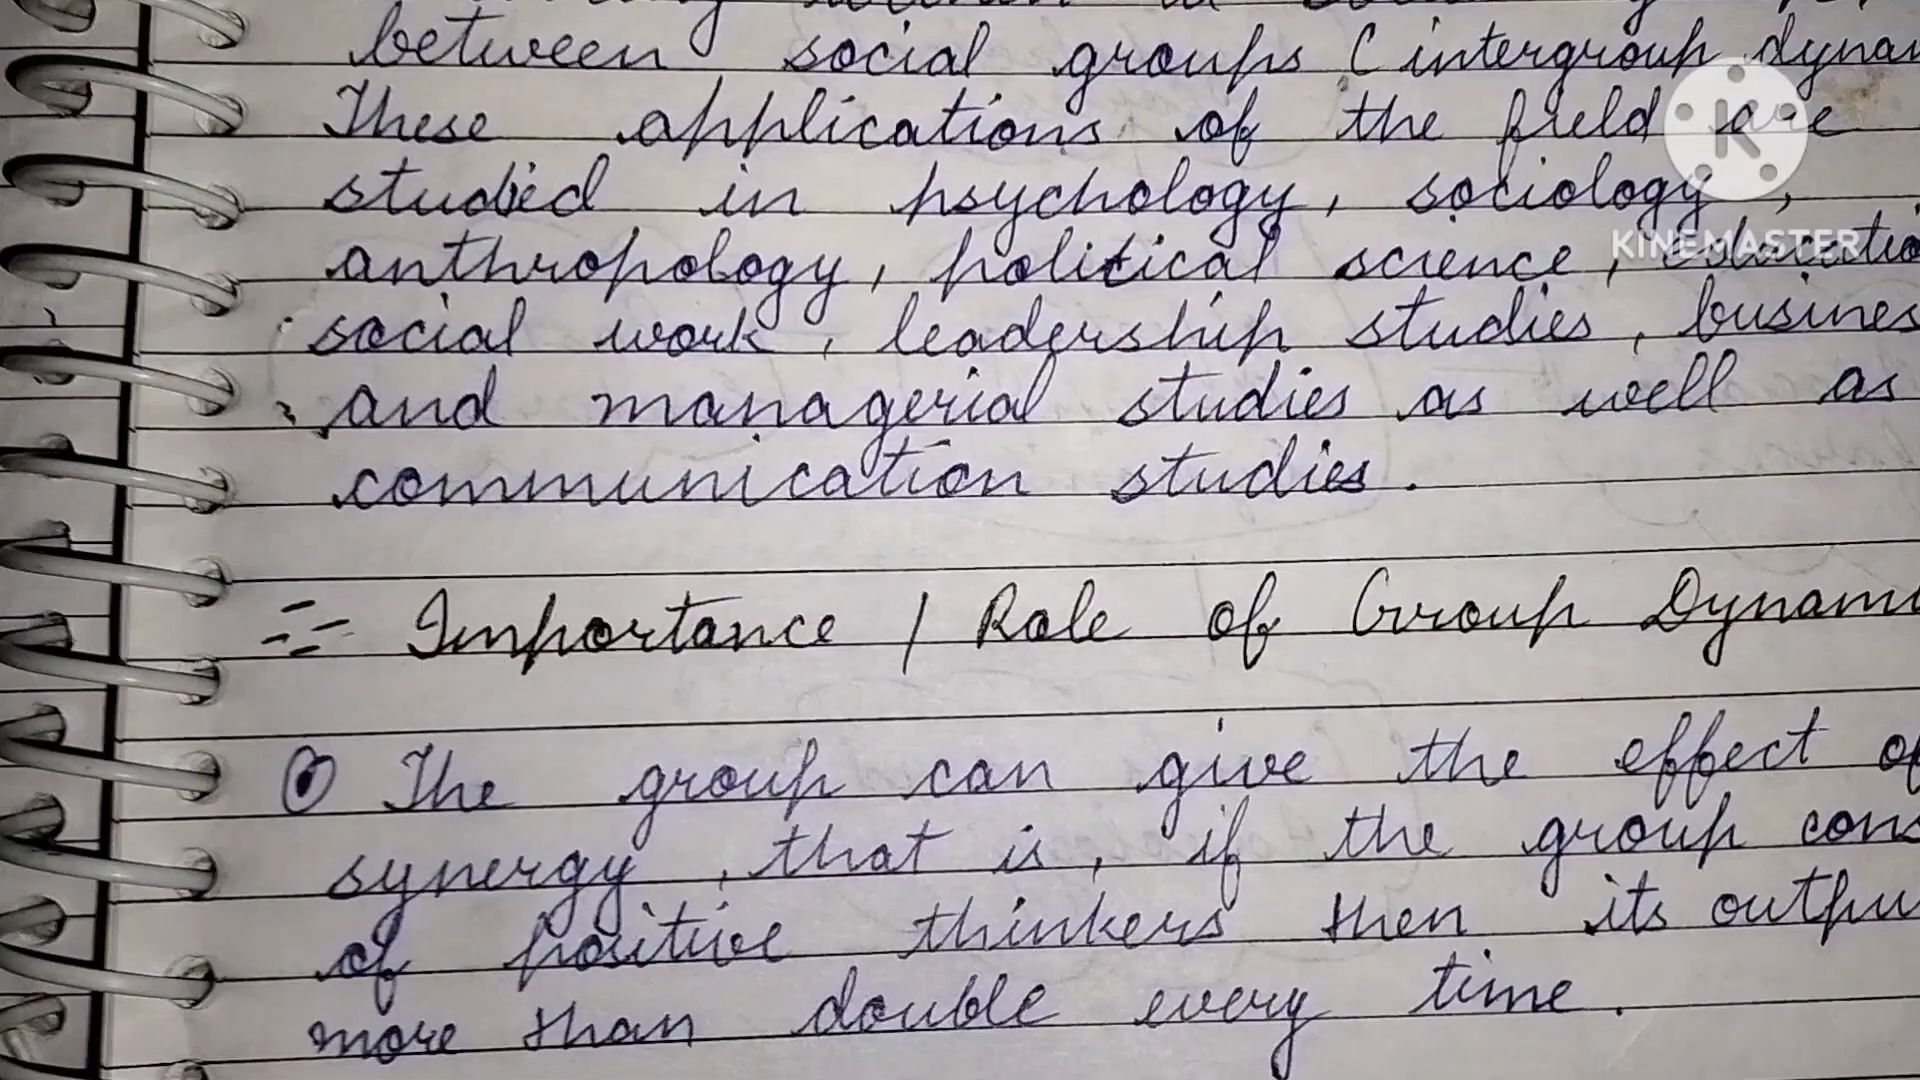 between social groups (intergroup dynam
These applications of the field are
studied in psychology, sociology,
anthropology, political science, educatio
social work, leadership studies, busines
and managerial studies as well as
communication studies.
Importance / Role of Group Dynami
The group can give the effect of
synergy, that is, if the group cons
of positive thinkers then its outpu
more than double every time.
KINEMASTER